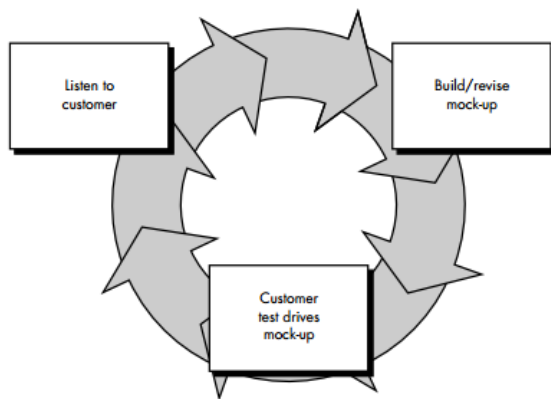 Listen to
customer
Build/revise
mock-up
Customer
test drives
mock-up